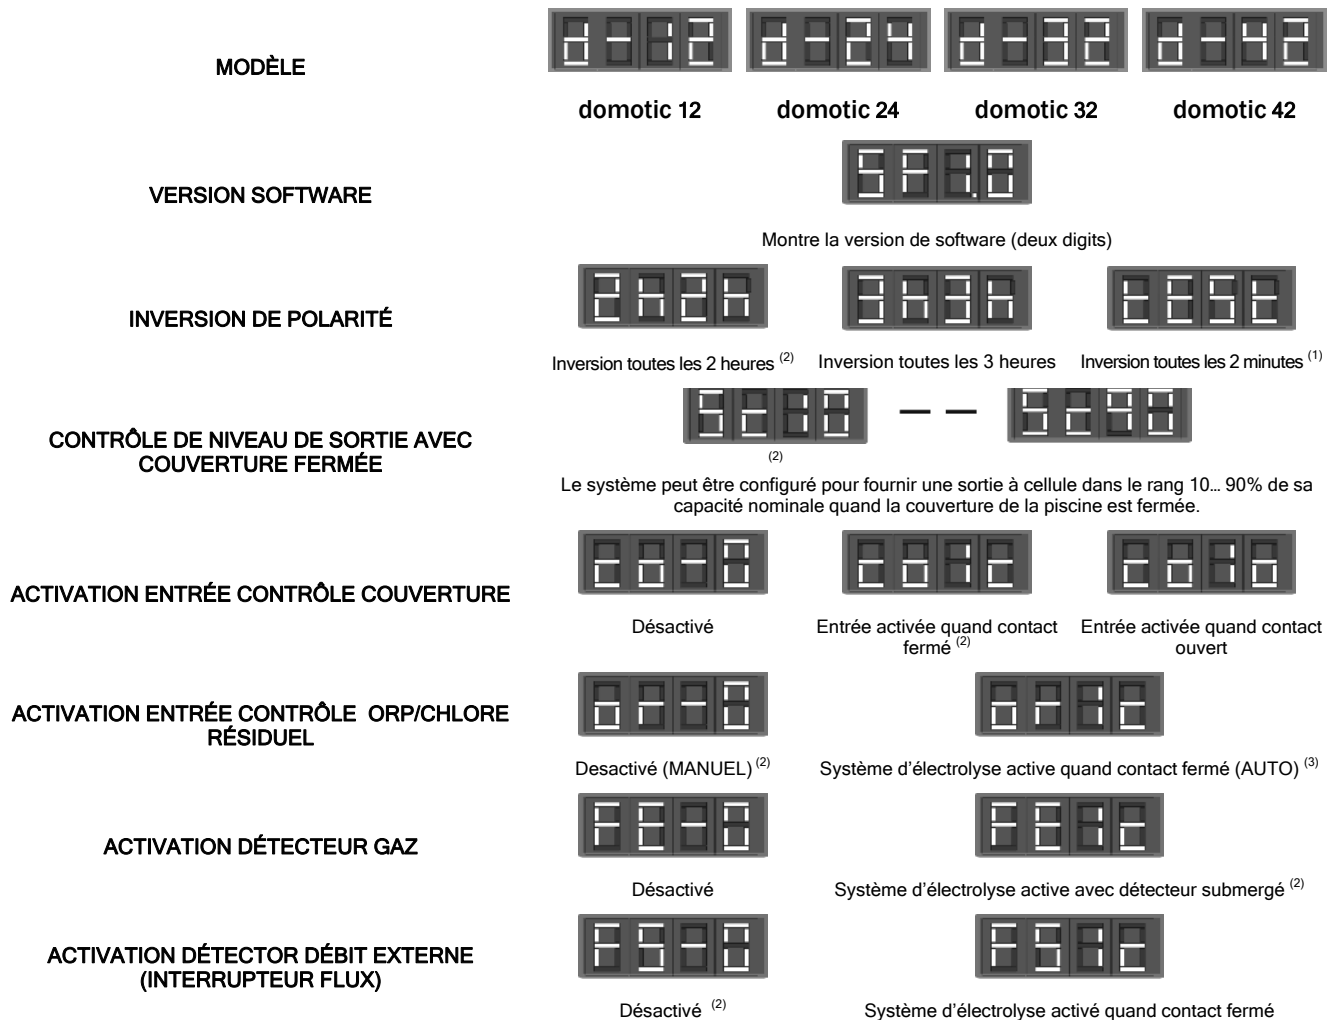 MODÈLE
domotic 12 domotic 24 domotic 32 domotic 42
VERSION SOFTWARE
Montre la version de software (deux digits)
INVERSION DE POLARITÉ
Inversion toutes les 2 heures (2) Inversion toutes les 3 heures Inversion toutes les 2 minutes (1)
CONTRÔLE DE NIVEAU DE SORTIE AVEC
COUVERTURE FERMÉE
(2)
Le système peut être configuré pour fournir une sortie à cellule dans le rang 10... 90% de sa
capacité nominale quand la couverture de la piscine est fermée.
ACTIVATION ENTRÉE CONTRÔLE COUVERTURE
Désactivé
Entrée activée quand contact
fermé (2)
Entrée activée quand contact
ouvert
ACTIVATION ENTRÉE CONTRÔLE ORP/CHLORE
RÉSIDUEL
Desactivé (MANUEL) (2) Système d'électrolyse active quand contact fermé (AUTO) (3)
ACTIVATION DÉTECTEUR GAZ
Désactivé Système d'électrolyse active avec détecteur submergé (2)
ACTIVATION DÉTECTOR DÉBIT EXTERNE
(INTERRUPTEUR FLUX)
Désactivé (2) Système d'électrolyse activé quand contact fermé